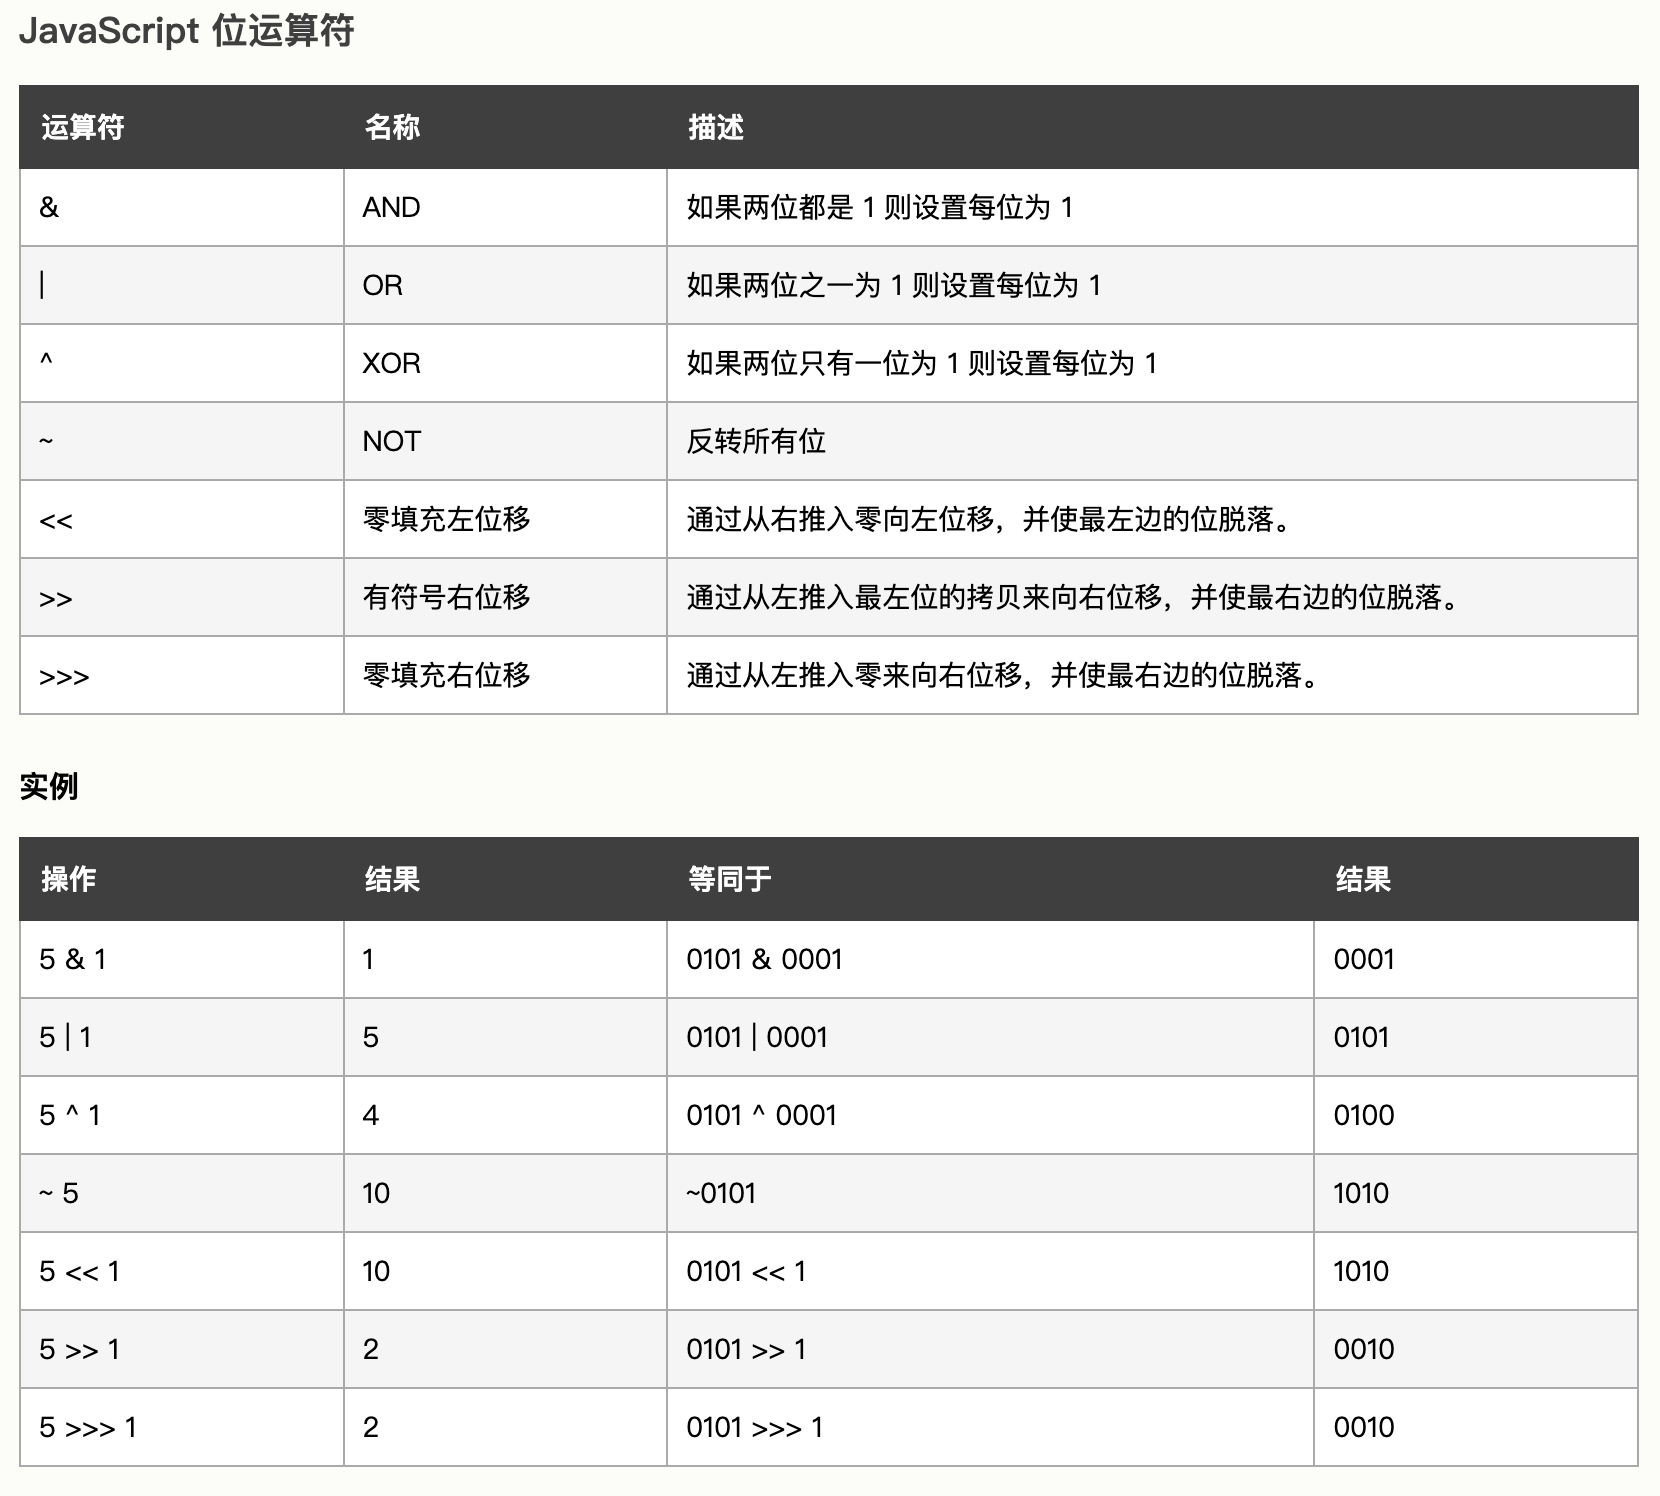 JavaScript 位运算符
运算符 名称 描述
& AND 如果两位都是 1 则设置每位为 1
| OR 如果两位之一为 1 则设置每位为 1
^ XOR 如果两位只有一位为 1 则设置每位为 1
~ NOT 反转所有位
<< 零填充左位移 通过从右推入零向左位移，并使最左边的位脱落。
>> 有符号右位移 通过从左推入最左位的拷贝来向右位移，并使最右边的位脱落。
>>> 零填充右位移 通过从左推入零来向右位移，并使最右边的位脱落。
实例
操作 结果 等同于 结果
5 & 1 1 0101 & 0001 0001
5 | 1 5 0101 | 0001 0101
5 ^ 1 4 0101 ^ 0001 0100
~ 5 10 ~0101 1010
5 << 1 10 0101 << 1 1010
5 >> 1 2 0101 >> 1 0010
5 >>> 1 2 0101 >>> 1 0010